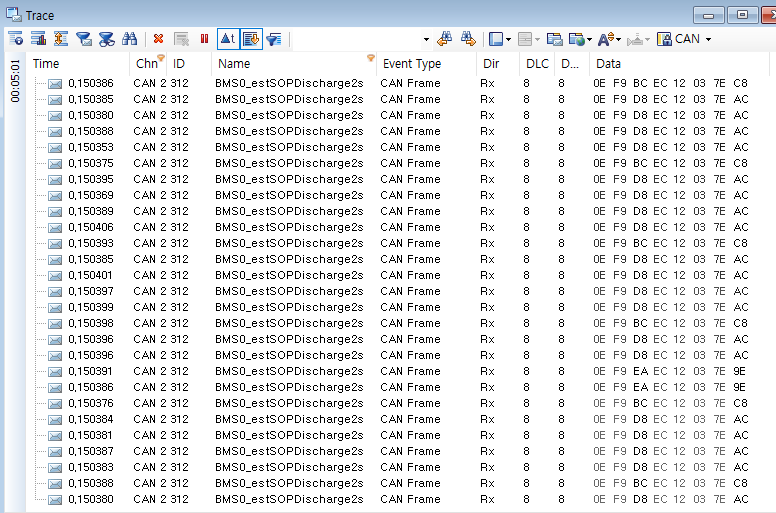 Trace
CAN
Time Chn ID Name Event Type Dir DLC D... Data
00:05:01
0,150386 CAN 2 312 BMS0_estSOPDischarge2s CAN Frame Rx 8 8 0E F9 BC EC 12 03 7E C8
0,150385 CAN 2 312 BMS0_estSOPDischarge2s CAN Frame Rx 8 8 0E F9 D8 EC 12 03 7E AC
0,150380 CAN 2 312 BMS0_estSOPDischarge2s CAN Frame Rx 8 8 0E F9 D8 EC 12 03 7E AC
0,150388 CAN 2 312 BMS0_estSOPDischarge2s CAN Frame Rx 8 8 0E F9 D8 EC 12 03 7E AC
0,150353 CAN 2 312 BMS0_estSOPDischarge2s CAN Frame Rx 8 8 0E F9 D8 EC 12 03 7E AC
0,150375 CAN 2 312 BMS0_estSOPDischarge2s CAN Frame Rx 8 8 0E F9 BC EC 12 03 7E C8
0,150395 CAN 2 312 BMS0_estSOPDischarge2s CAN Frame Rx 8 8 0E F9 D8 EC 12 03 7E AC
0,150369 CAN 2 312 BMS0_estSOPDischarge2s CAN Frame Rx 8 8 0E F9 D8 EC 12 03 7E AC
0,150389 CAN 2 312 BMS0_estSOPDischarge2s CAN Frame Rx 8 8 0E F9 D8 EC 12 03 7E AC
0,150406 CAN 2 312 BMS0_estSOPDischarge2s CAN Frame Rx 8 8 0E F9 D8 EC 12 03 7E AC
0,150393 CAN 2 312 BMS0_estSOPDischarge2s CAN Frame Rx 8 8 0E F9 BC EC 12 03 7E C8
0,150385 CAN 2 312 BMS0_estSOPDischarge2s CAN Frame Rx 8 8 0E F9 D8 EC 12 03 7E AC
0,150401 CAN 2 312 BMS0_estSOPDischarge2s CAN Frame Rx 8 8 0E F9 D8 EC 12 03 7E AC
0,150397 CAN 2 312 BMS0_estSOPDischarge2s CAN Frame Rx 8 8 0E F9 D8 EC 12 03 7E AC
0,150399 CAN 2 312 BMS0_estSOPDischarge2s CAN Frame Rx 8 8 0E F9 D8 EC 12 03 7E AC
0,150398 CAN 2 312 BMS0_estSOPDischarge2s CAN Frame Rx 8 8 0E F9 BC EC 12 03 7E C8
0,150396 CAN 2 312 BMS0_estSOPDischarge2s CAN Frame Rx 8 8 0E F9 D8 EC 12 03 7E AC
0,150396 CAN 2 312 BMS0_estSOPDischarge2s CAN Frame Rx 8 8 0E F9 D8 EC 12 03 7E AC
0,150391 CAN 2 312 BMS0_estSOPDischarge2s CAN Frame Rx 8 8 0E F9 EA EC 12 03 7E 9E
0,150386 CAN 2 312 BMS0_estSOPDischarge2s CAN Frame Rx 8 8 0E F9 EA EC 12 03 7E 9E
0,150376 CAN 2 312 BMS0_estSOPDischarge2s CAN Frame Rx 8 8 0E F9 BC EC 12 03 7E C8
0,150384 CAN 2 312 BMS0_estSOPDischarge2s CAN Frame Rx 8 8 0E F9 D8 EC 12 03 7E AC
0,150381 CAN 2 312 BMS0_estSOPDischarge2s CAN Frame Rx 8 8 0E F9 D8 EC 12 03 7E AC
0,150387 CAN 2 312 BMS0_estSOPDischarge2s CAN Frame Rx 8 8 0E F9 D8 EC 12 03 7E AC
0,150383 CAN 2 312 BMS0_estSOPDischarge2s CAN Frame Rx 8 8 0E F9 D8 EC 12 03 7E AC
0,150388 CAN 2 312 BMS0_estSOPDischarge2s CAN Frame Rx 8 8 0E F9 BC EC 12 03 7E C8
0,150380 CAN 2 312 BMS0_estSOPDischarge2s CAN Frame Rx 8 8 0E F9 D8 EC 12 03 7E AC